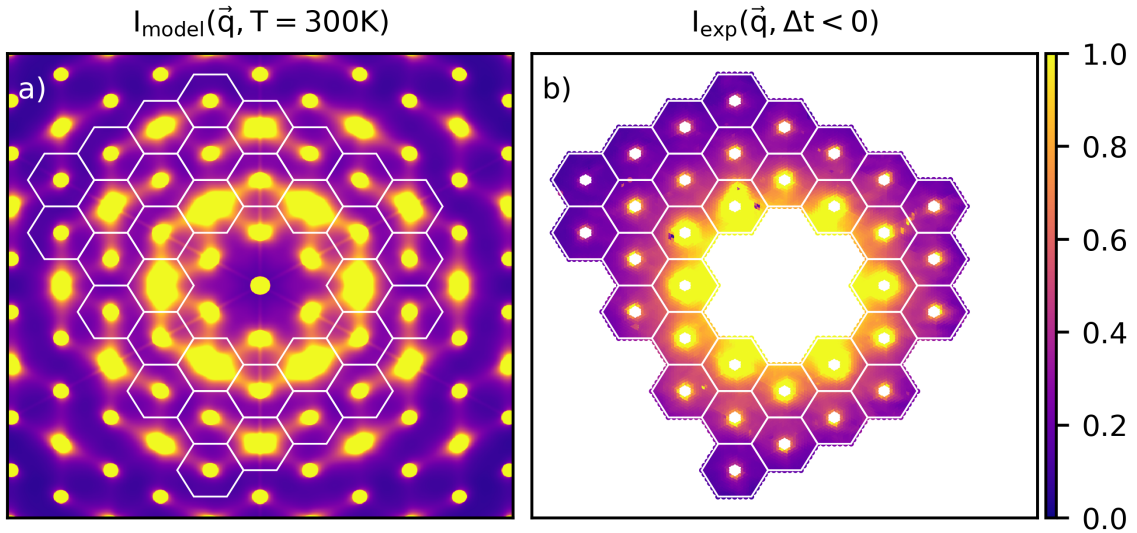 I_model(q⃗, T = 300K)
I_exp(q⃗, Δt < 0)
a)
b)
1.0
0.8
0.6
0.4
0.2
0.0